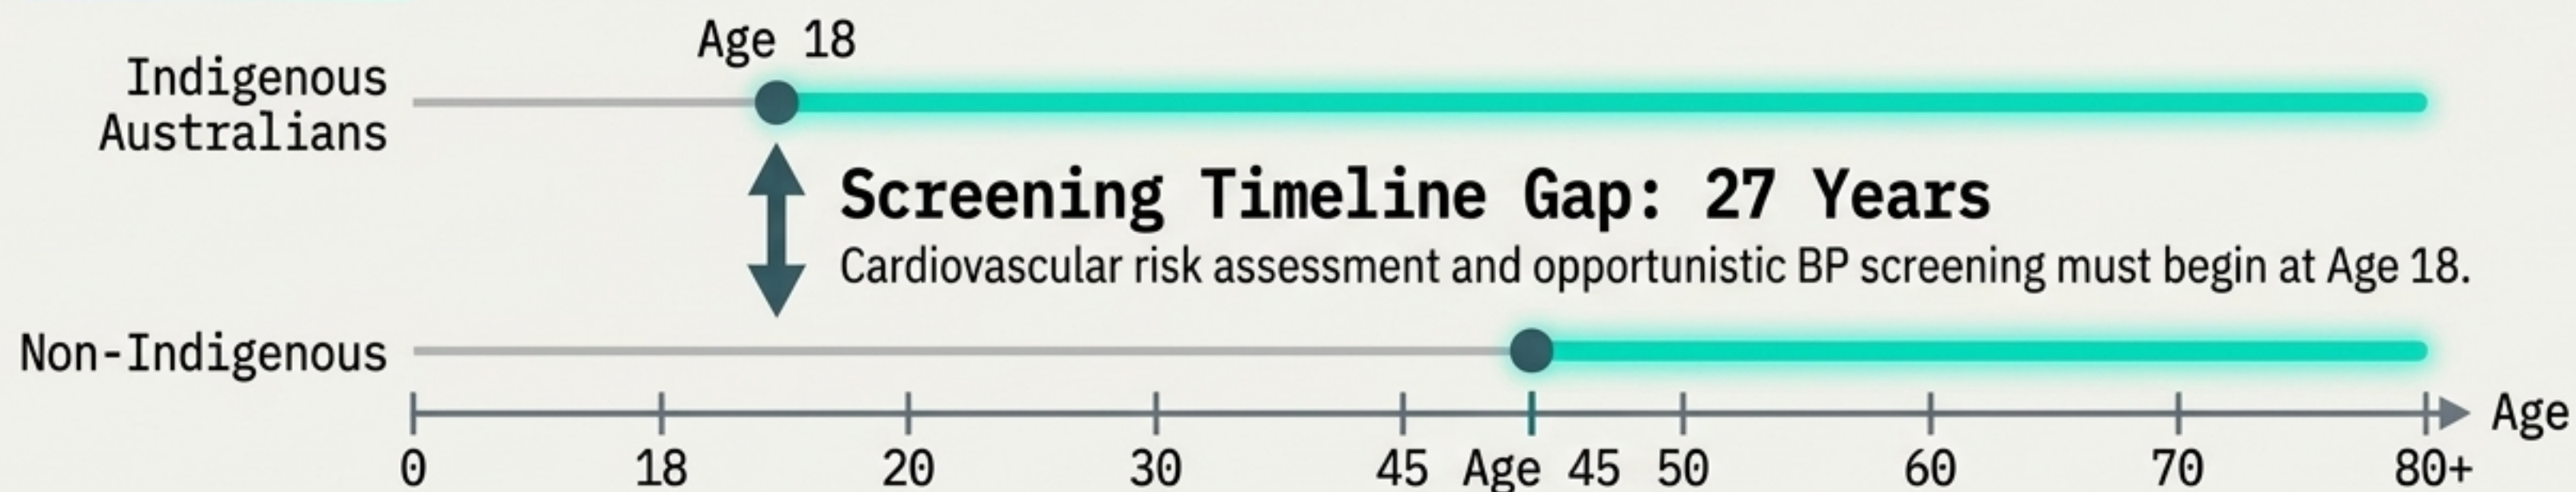 Age 18
Indigenous
Australians
Screening Timeline Gap: 27 Years
Cardiovascular risk assessment and opportunistic BP screening must begin at Age 18.
Non-Indigenous
Age
0 18 20 30 45 Age 45 50 60 70 80+